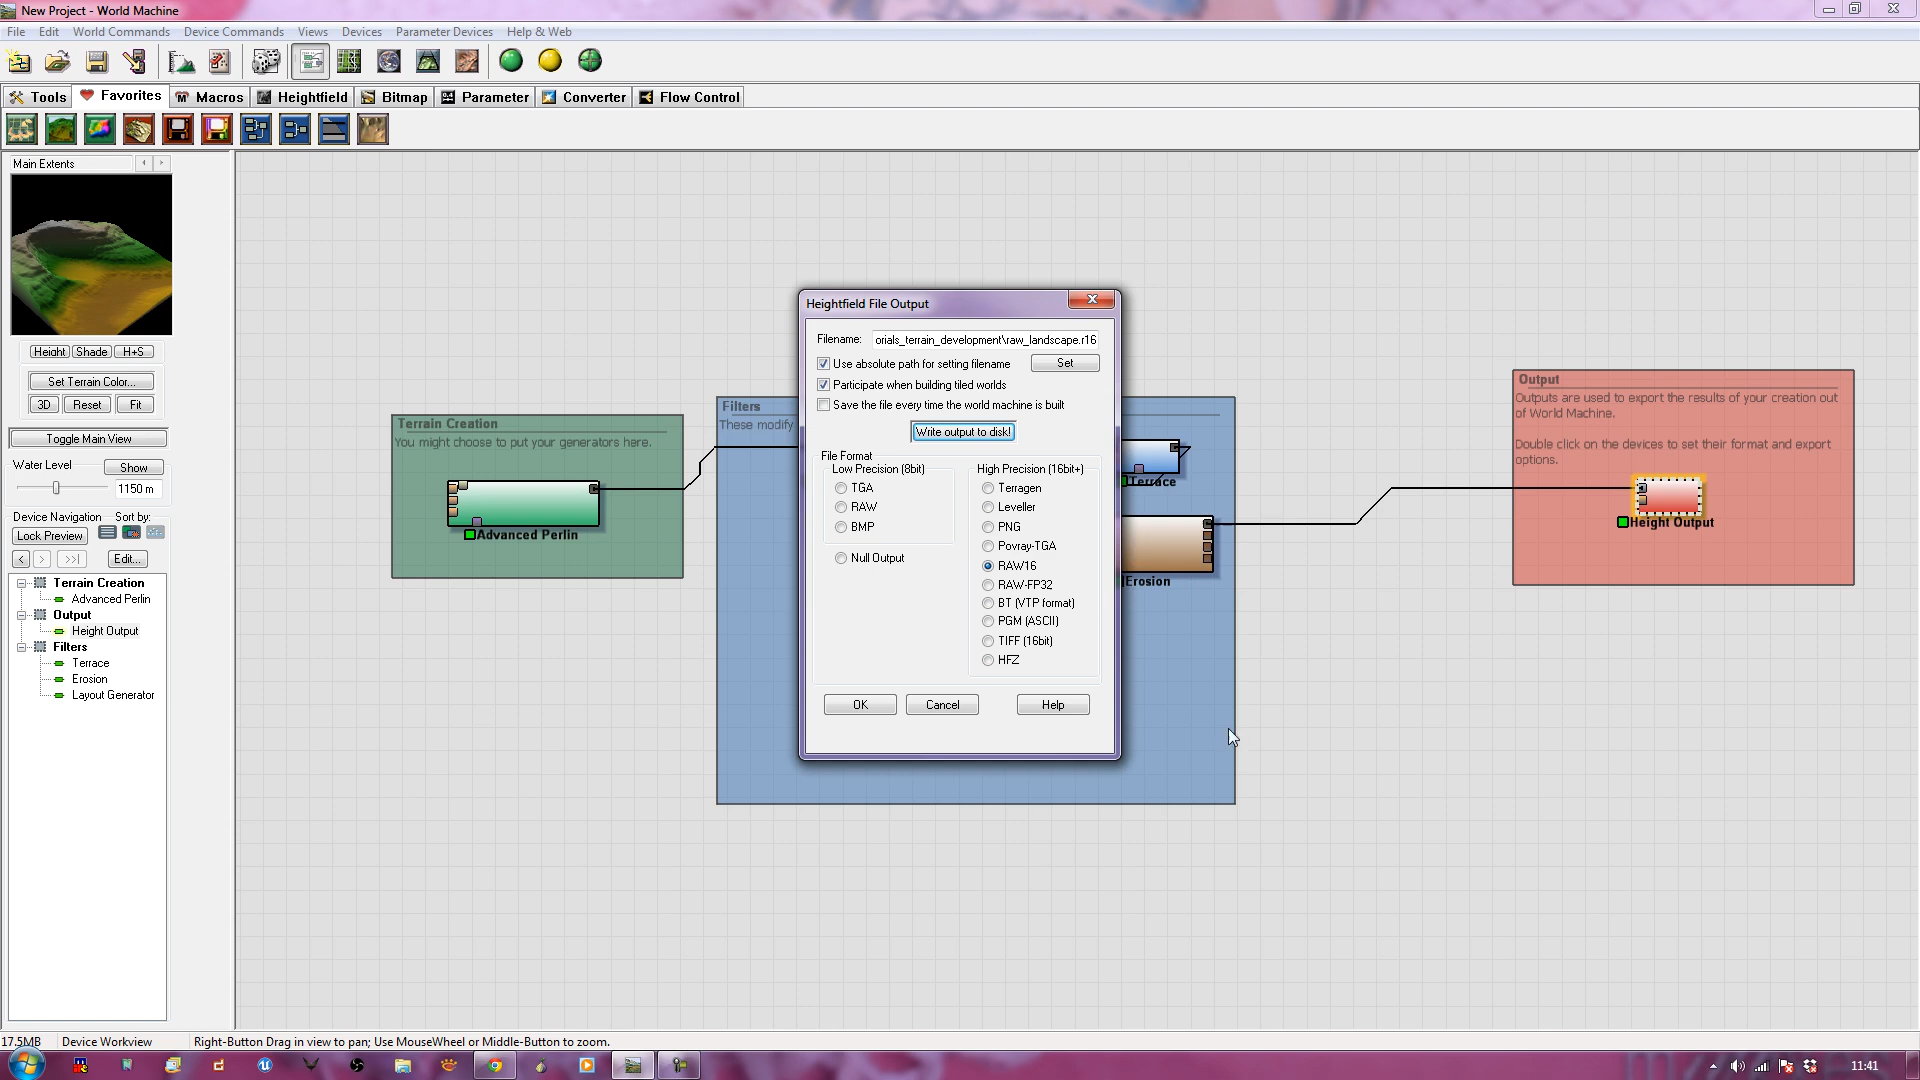 New Project - World Machine
File Edit World Commands Device Commands Views Devices Parameter Devices Help & Web
Tools Favorites Macros Heightfield Bitmap Parameter Converter Flow Control
Main Extents
Height Shade H+S
Set Terrain Color...
3D Reset Fit
Toggle Main View
Water Level Show
1150 m
Device Navigation Sort by:
Lock Preview
< > >>| Edit...
Terrain Creation
Advanced Perlin
Output
Height Output
Filters
Terrace
Erosion
Layout Generator
Terrain Creation
You might choose to put your generators here.
Advanced Perlin
Filters
These modify
Terrace
Erosion
Heightfield File Output
Filename: orials_terrain_development\raw_landscape.r16
Use absolute path for setting filename Set
Participate when building tiled worlds
Save the file every time the world machine is built
Write output to disk!
File Format
Low Precision (8bit)
TGA
RAW
BMP
Null Output
High Precision (16bit+)
Terragen
Leveller
PNG
Povray-TGA
RAW16
RAW-FP32
BT (VTP format)
PGM (ASCII)
TIFF (16bit)
HFZ
OK Cancel Help
Output
Outputs are used to export the results of your creation out
of World Machine.
Double click on the devices to set their format and export
options.
Height Output
17.5MB Device Workview Right-Button Drag in view to pan; Use MouseWheel or Middle-Button to zoom.
11:41